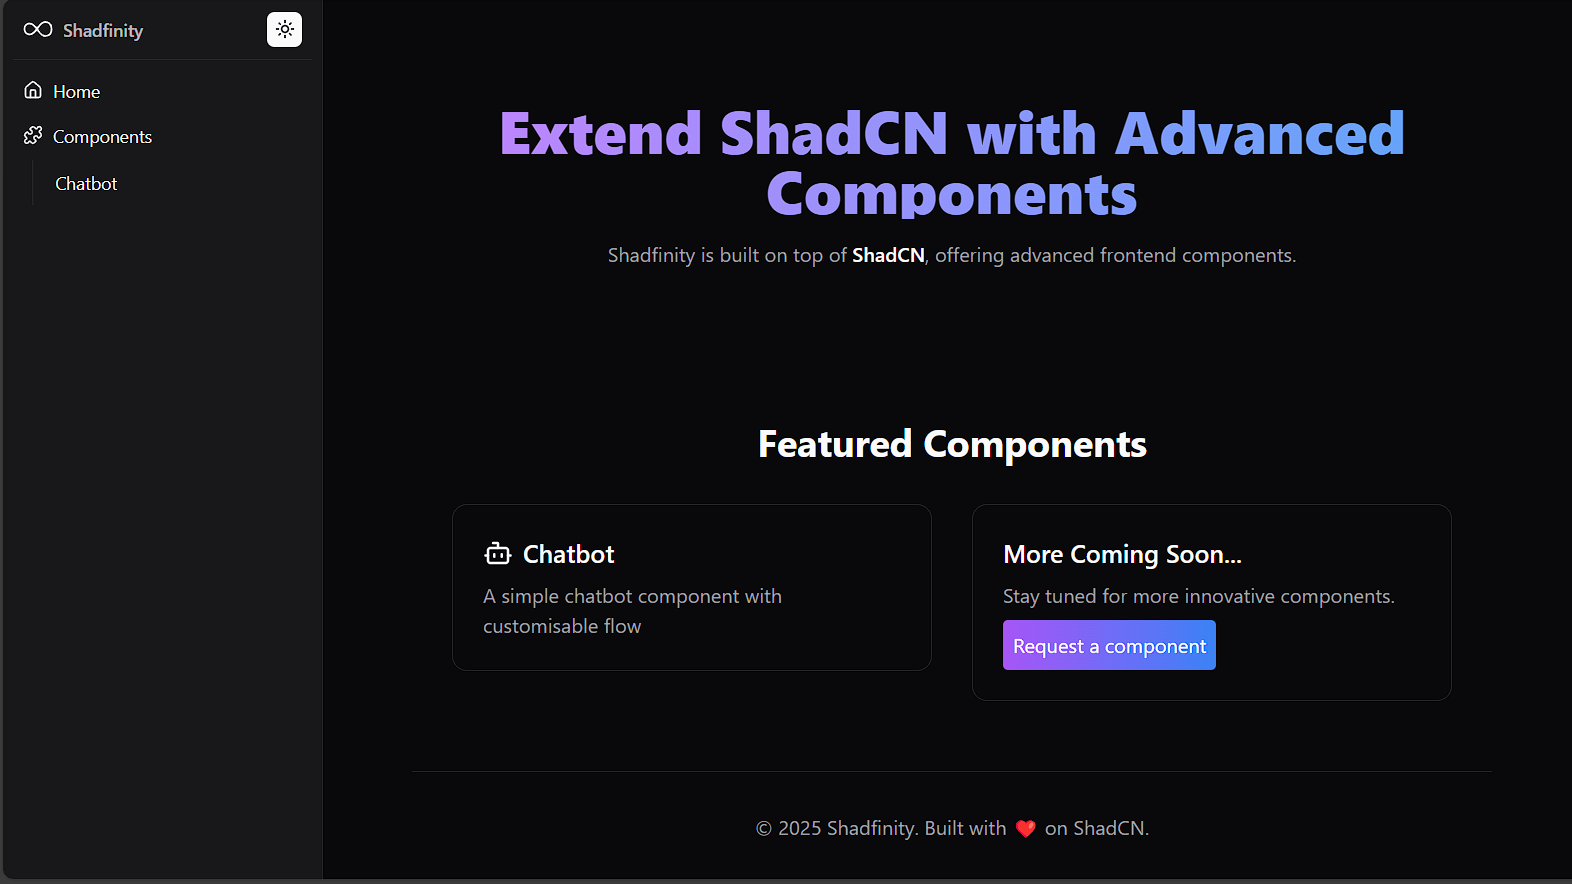 Shadfinity
Home
Components
Chatbot
Extend ShadCN with Advanced
Components
Shadfinity is built on top of ShadCN, offering advanced frontend components.
Featured Components
Chatbot
A simple chatbot component with
customisable flow
More Coming Soon...
Stay tuned for more innovative components.
Request a component
© 2025 Shadfinity. Built with ❤️ on ShadCN.